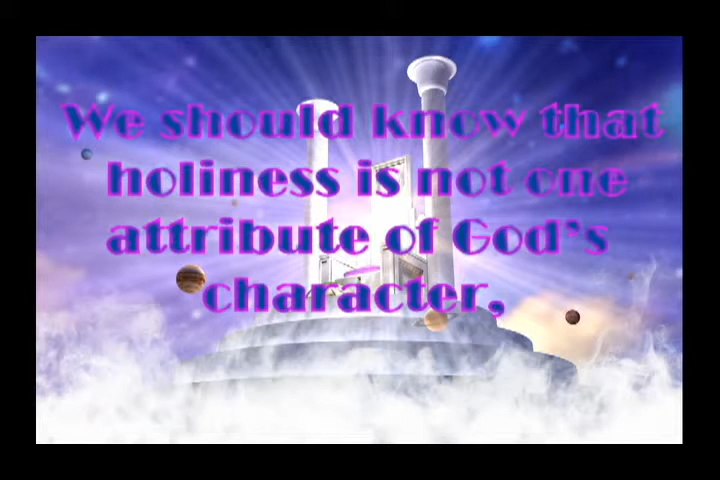 We should know that
holiness is not one
attribute of God's
character,